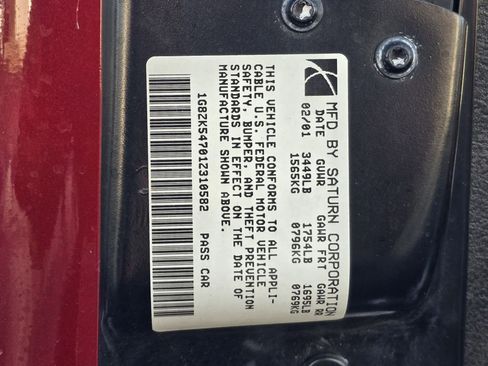 MFD BY SATURN CORPORATION
DATE GVWR GAWR FRT GAWR RR
02/01 3449LB 1754LB 1695LB
1565KG 0796KG 0769KG
THIS VEHICLE CONFORMS TO ALL APPLI-
CABLE U.S. FEDERAL MOTOR VEHICLE
SAFETY, BUMPER, AND THEFT PREVENTION
STANDARDS IN EFFECT ON THE DATE OF
MANUFACTURE SHOWN ABOVE.
1G8ZK54701Z310582 PASS CAR